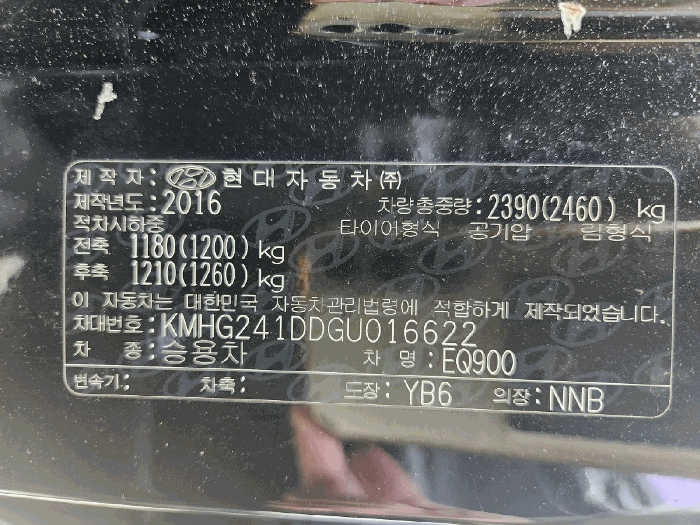 제 작 자 : 현 대 자 동 차 ㈜
제작년도 : 2016 차량총중량 : 2390(2460) kg
적차시하중 타이어형식 공기압 림형식
전축 1180(1200) kg
후축 1210(1260) kg
이 자동차는 대한민국 자동차관리법령에 적합하게 제작되었습니다.
차대번호 : KMHG241DDGU016622
차 종 : 승용차 차 명 : EQ900
변속기 : 차축 : 도장 : YB6 의장 : NNB